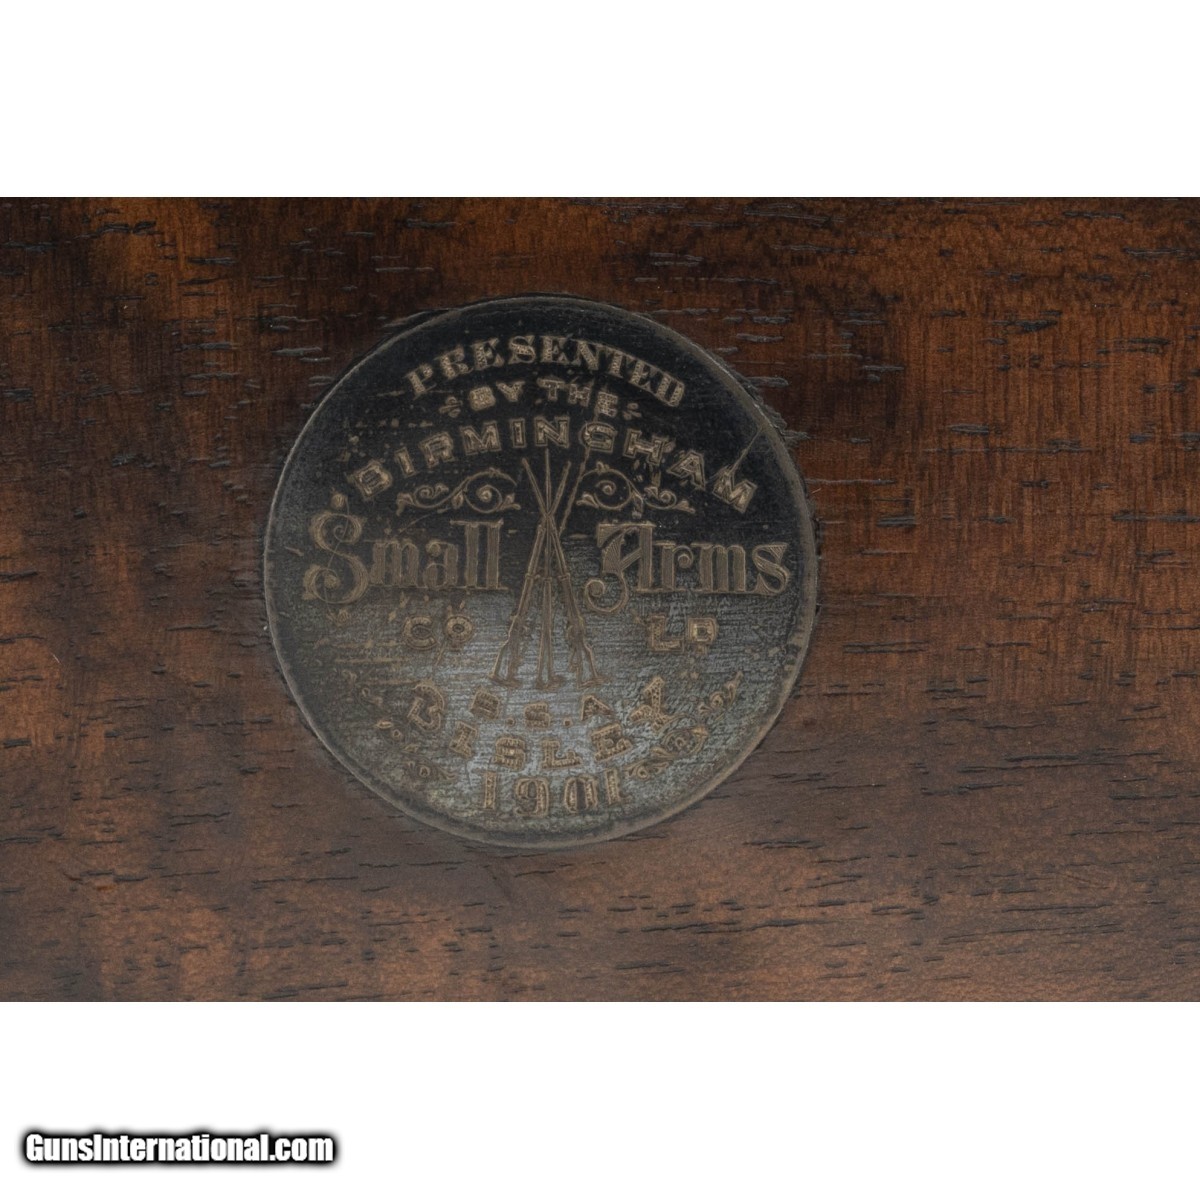 PRESENTED
BY THE
BIRMINGHAM
Small Arms
CO LD
B.S.A
BISLEY
1901
GunsInternational.com